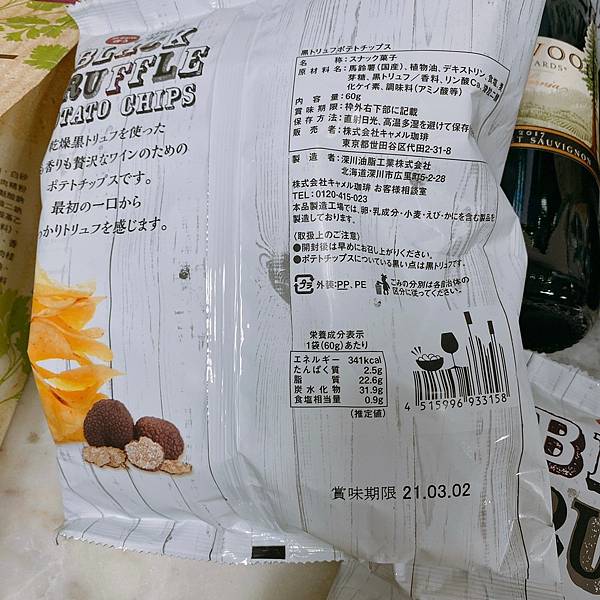 BLACK
TRUFFLE
POTATO CHIPS
乾燥黒トリュフを使った
香りも贅沢なワインのための
ポテトチップスです。
最初の一口から
かりトリュフを感じます。
黒トリュフポテトチップス
名称:スナック菓子
原材料名:馬鈴薯(国産)、植物油、デキストリン、食塩、
芽糖、黒トリュフ/香料、リン酸Ca、
化ケイ素、調味料(アミノ酸等)
内容量:60g
賞味期限:枠外右下部に記載
保存方法:直射日光、高温多湿を避けて保存
販売者:株式会社キャメル珈琲
東京都世田谷区代田2-31-8
製造者:深川油脂工業株式会社
北海道深川市広里町5-2-28
株式会社キャメル珈琲 お客様相談室
TEL:0120-415-023
本品製造工場では、卵・乳成分・小麦・えび・かにを含む製品を
製造しております。
〈取扱上のご注意〉
●開封後は早めにお召し上がりください。
●ポテトチップスについている黒い点は黒トリュフです。
プラ 外装:PP、PE
ごみの分別は各自治体の
区分に従ってください。
栄養成分表示
1袋(60g)あたり
エネルギー 341kcal
たんぱく質 2.5g
脂質 22.6g
炭水化物 31.9g
食塩相当量 0.9g
(推定値)
4 515996 933158
賞味期限 21.03.02
2017
SAUVIGNON